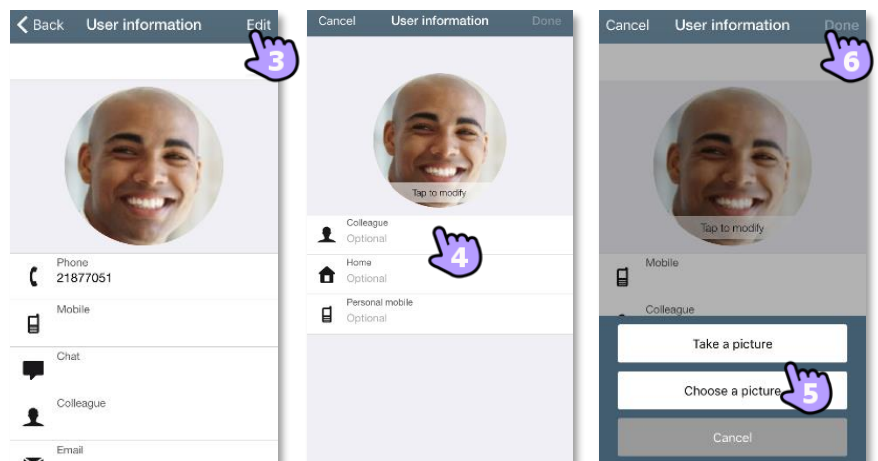 Back User information Edit
3
Phone
21877051
Mobile
Chat
Colleague
Email
Cancel User information Done
Tap to modify
Colleague
Optional
4
Home
Optional
Personal mobile
Optional
Cancel User information Done
6
Tap to modify
Mobile
Colleague
Take a picture
Choose a picture
5
Cancel